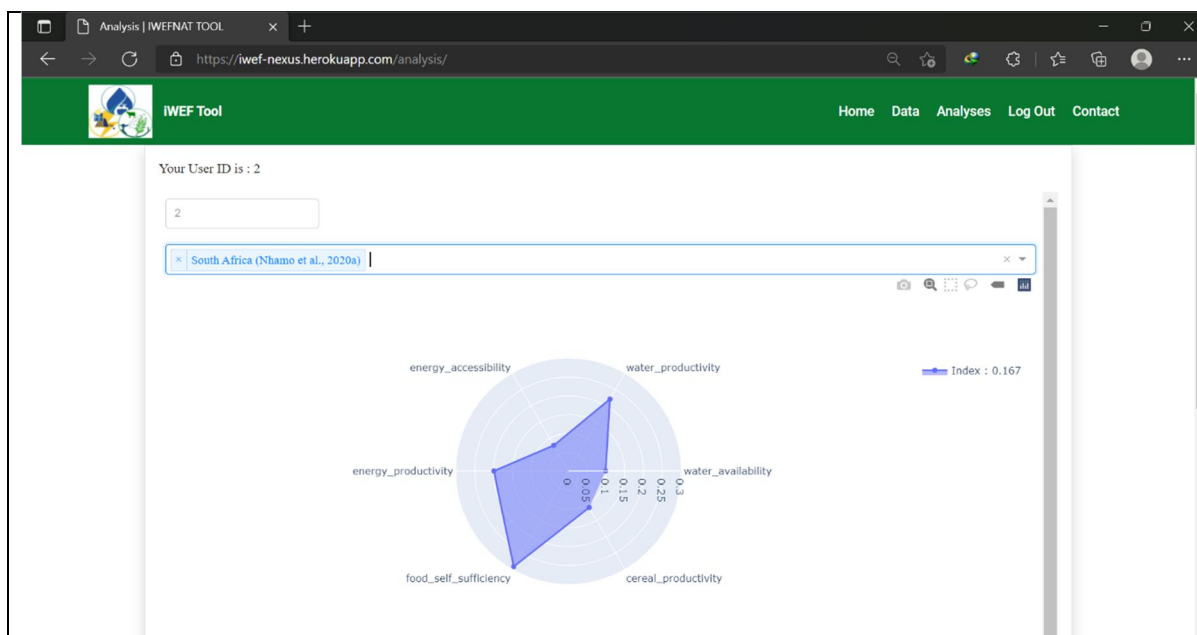 Analysis | IWEFNAT TOOL
https://iwef-nexus.herokuapp.com/analysis/
iWEF Tool
Home Data Analyses Log Out Contact
Your User ID is : 2
2
× South Africa (Nhamo et al., 2020a)
energy_accessibility
water_productivity
Index : 0.167
energy_productivity
water_availability
0 0.05 0.1 0.15 0.2 0.25 0.3
food_self_sufficiency
cereal_productivity